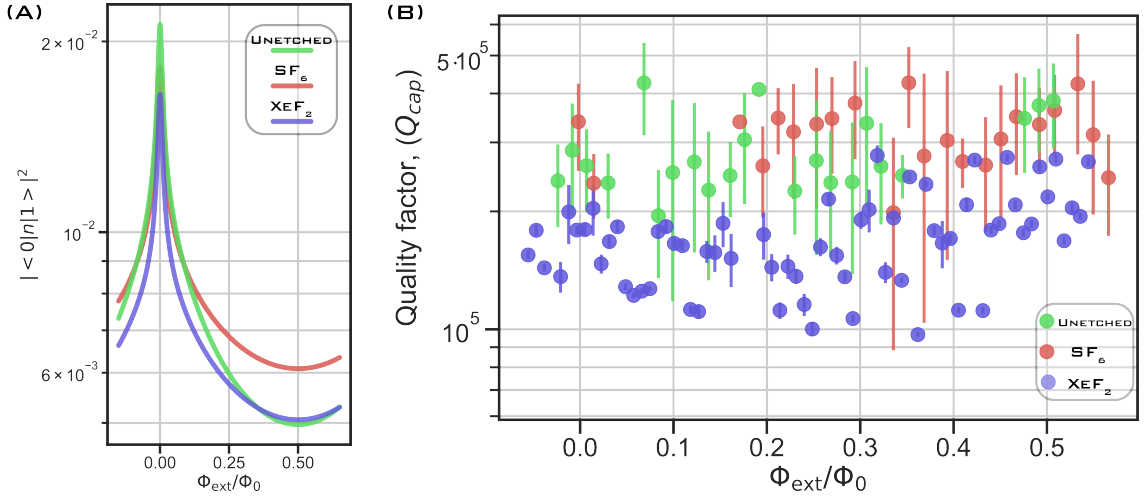 (A)
2 × 10⁻²
10⁻²
6 × 10⁻³
| <0|n|1> |²
0.00 0.25 0.50
Φext/Φ0
Unetched
SF6
XeF2
(B)
5·10⁵
10⁵
Quality factor, (Qcap)
0.0 0.1 0.2 0.3 0.4 0.5
Φext/Φ0
Unetched
SF6
XeF2